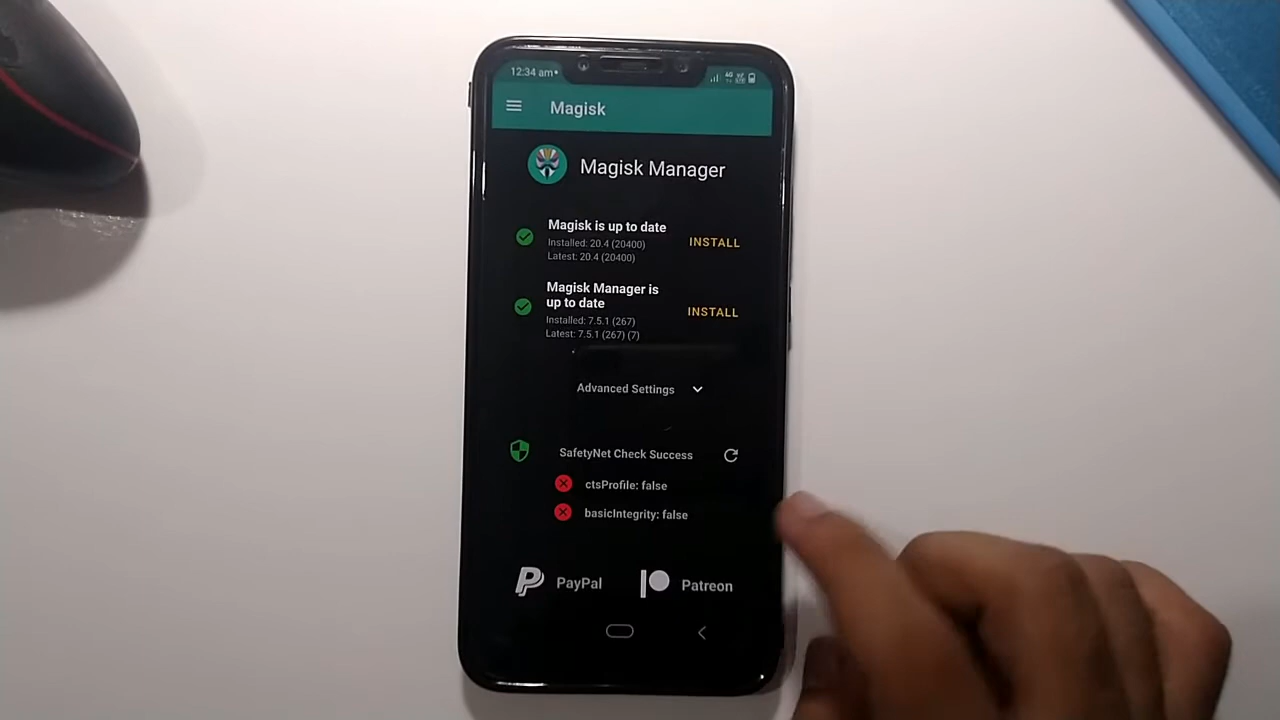 12:34 am
4G
Magisk
Magisk Manager
Magisk is up to date
INSTALL
Installed: 20.4 (20400)
Latest: 20.4 (20400)
Magisk Manager is
up to date
INSTALL
Installed: 7.5.1 (267)
Latest: 7.5.1 (267) (7)
Advanced Settings
SafetyNet Check Success
ctsProfile: false
basicIntegrity: false
PayPal
Patreon